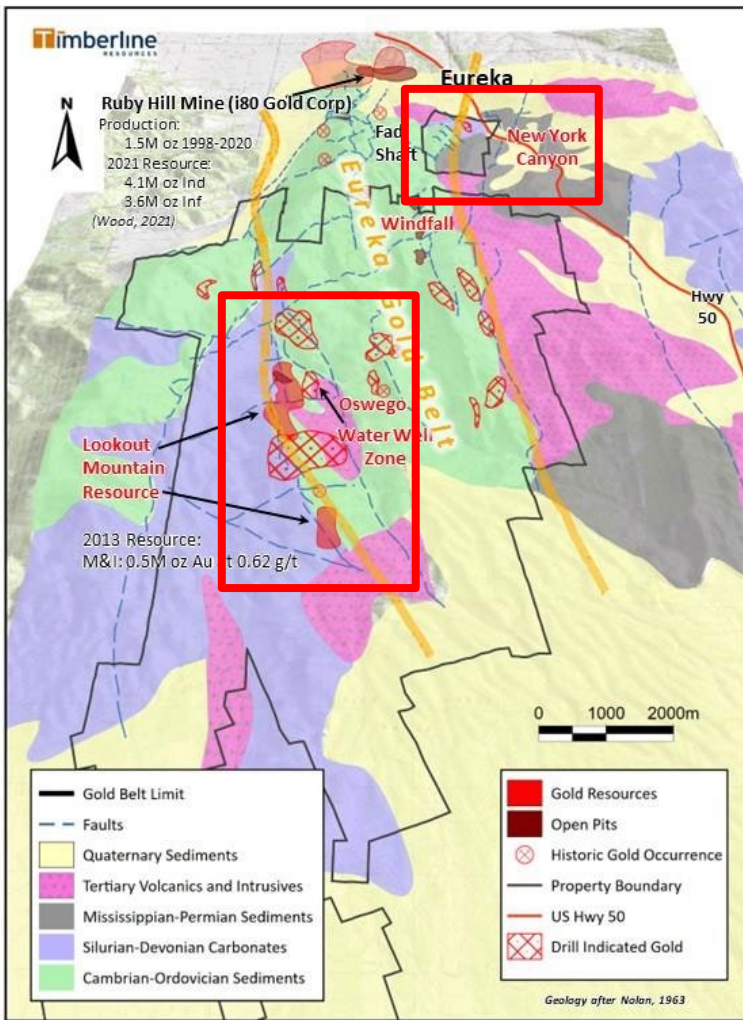 Timberline
RESOURCES
Eureka
Ruby Hill Mine (i80 Gold Corp)
Production:
1.5M oz 1998-2020
2021 Resource:
4.1M oz Ind
3.6M oz Inf
(Wood, 2021)
N
Fad
Shaft
New York
Canyon
Windfall
Eureka Gold Belt
Hwy
50
Oswego
Water Well
Zone
Lookout
Mountain
Resource
2013 Resource:
M&I: 0.5M oz Au at 0.62 g/t
0 1000 2000m
Gold Belt Limit
Faults
Quaternary Sediments
Tertiary Volcanics and Intrusives
Mississippian-Permian Sediments
Silurian-Devonian Carbonates
Cambrian-Ordovician Sediments
Gold Resources
Open Pits
Historic Gold Occurrence
Property Boundary
US Hwy 50
Drill Indicated Gold
Geology after Nolan, 1963